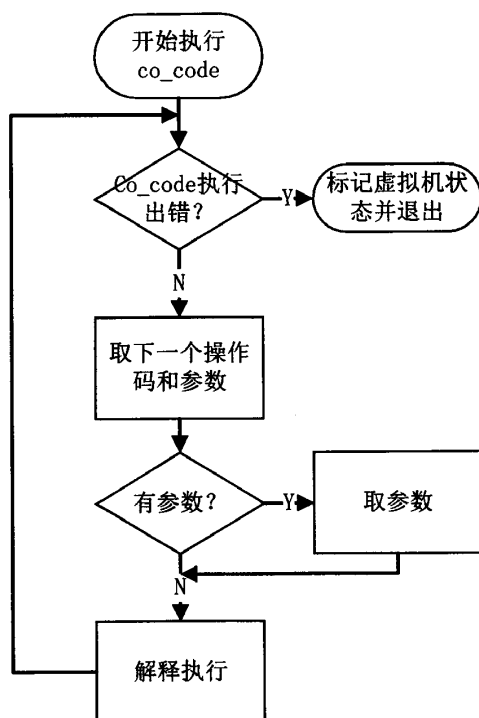 开始执行
co_code
Co_code执行
出错？
Y
标记虚拟机状
态并退出
N
取下一个操作
码和参数
有参数？
Y
取参数
N
解释执行